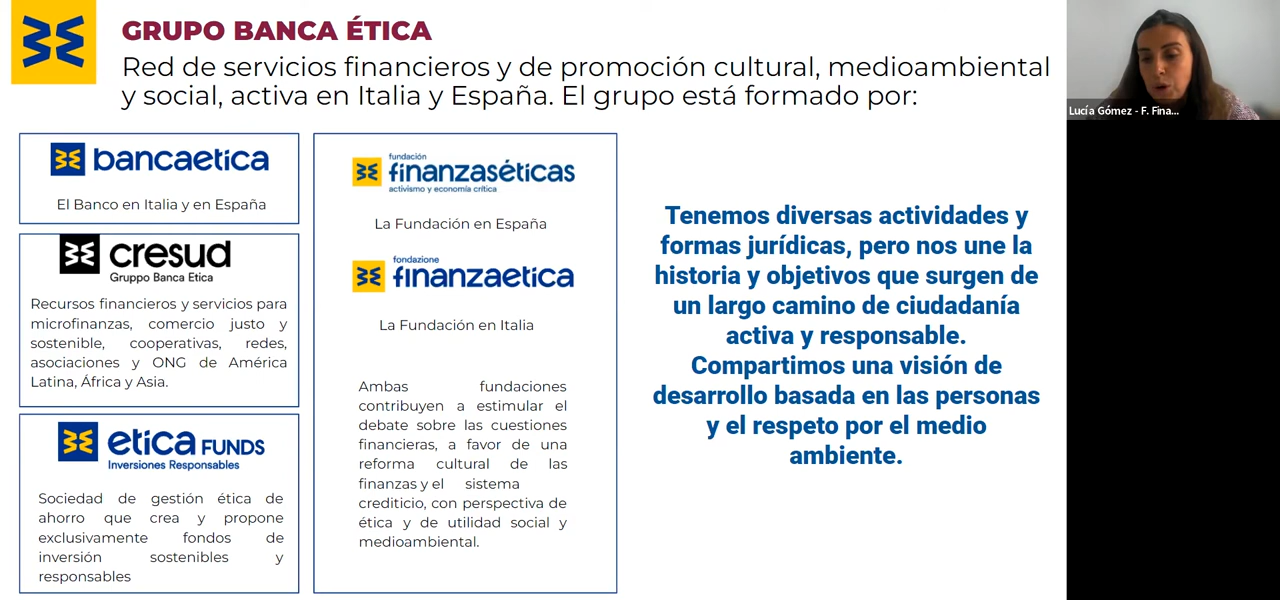 GRUPO BANCA ÉTICA
Red de servicios financieros y de promoción cultural, medioambiental
y social, activa en Italia y España. El grupo está formado por:
bancaetica
El Banco en Italia y en España
cresud
Gruppo Banca Etica
Recursos financieros y servicios para
microfinanzas, comercio justo y
sostenible, cooperativas, redes,
asociaciones y ONG de América
Latina, África y Asia.
etica FUNDS
Inversiones Responsables
Sociedad de gestión ética de
ahorro que crea y propone
exclusivamente fondos de
inversión sostenibles y
responsables
fundación
finanzaséticas
activismo y economía crítica
La Fundación en España
fondazione
finanzaetica
La Fundación en Italia
Ambas fundaciones
contribuyen a estimular el
debate sobre las cuestiones
financieras, a favor de una
reforma cultural de las
finanzas y el sistema
crediticio, con perspectiva de
ética y de utilidad social y
medioambiental.
Tenemos diversas actividades y
formas jurídicas, pero nos une la
historia y objetivos que surgen de
un largo camino de ciudadanía
activa y responsable.
Compartimos una visión de
desarrollo basada en las personas
y el respeto por el medio
ambiente.
Lucía Gómez - F. Fina...